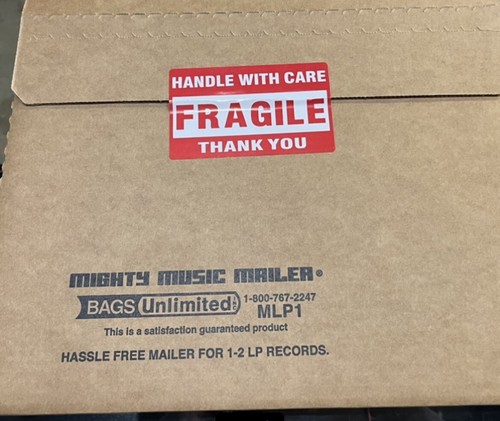 HANDLE WITH CARE
FRAGILE
THANK YOU
MIGHTY MUSIC MAILER®
BAGS Unlimited INC 1-800-767-2247
MLP1
This is a satisfaction guaranteed product
HASSLE FREE MAILER FOR 1-2 LP RECORDS.